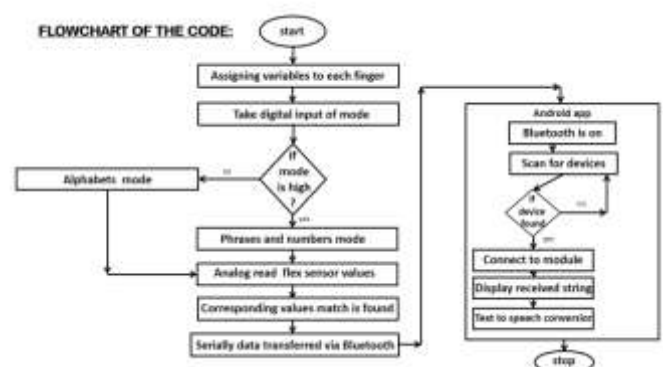 FLOWCHART OF THE CODE:
start
Assigning variables to each finger
Take digital input of mode
if
mode
is high
?
no
yes
Alphabets mode
Phrases and numbers mode
Analog read flex sensor values
Corresponding values match is found
Serially data transferred via Bluetooth
Android app
Bluetooth is on
Scan for devices
if
device
found
no
yes
Connect to module
Display received string
Text to speech conversion
stop